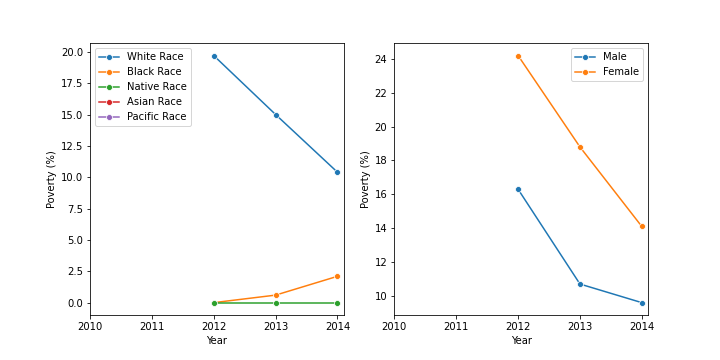 20.0
17.5
15.0
12.5
10.0
7.5
5.0
2.5
0.0
Poverty (%)
White Race
Black Race
Native Race
Asian Race
Pacific Race
2010 2011 2012 2013 2014
Year
24
22
20
18
16
14
12
10
Poverty (%)
Male
Female
2010 2011 2012 2013 2014
Year